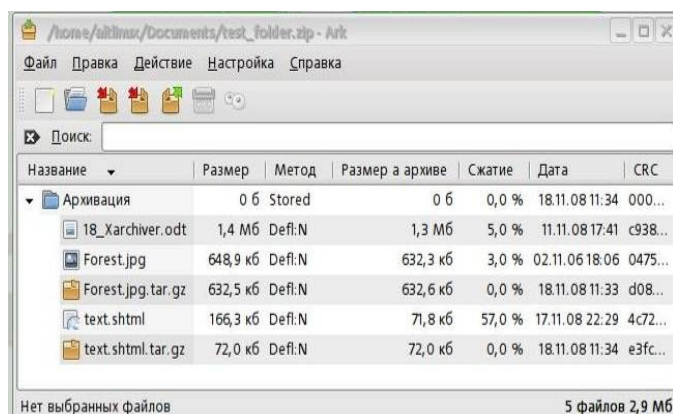 /home/altlinux/Documents/test_folder.zip - Ark
Файл Правка Действие Настройка Справка
Поиск:
Название Размер Метод Размер а архиве Сжатие Дата CRC
Архивация 0 б Stored 0 б 0,0 % 18.11.08 11:34 000...
18_Xarchiver.odt 1,4 Мб Defl:N 1,3 Мб 5,0 % 11.11.08 17:41 c938...
Forest.jpg 648,9 кб Defl:N 632,3 кб 3,0 % 02.11.06 18:06 0475...
Forest.jpg.tar.gz 632,5 кб Defl:N 632,6 кб 0,0 % 18.11.08 11:33 d08...
text.shtml 166,3 кб Defl:N 71,8 кб 57,0 % 17.11.08 22:29 4c72...
text.shtml.tar.gz 72,0 кб Defl:N 72,0 кб 0,0 % 18.11.08 11:34 e3fc...
Нет выбранных файлов 5 файлов 2,9 Мб